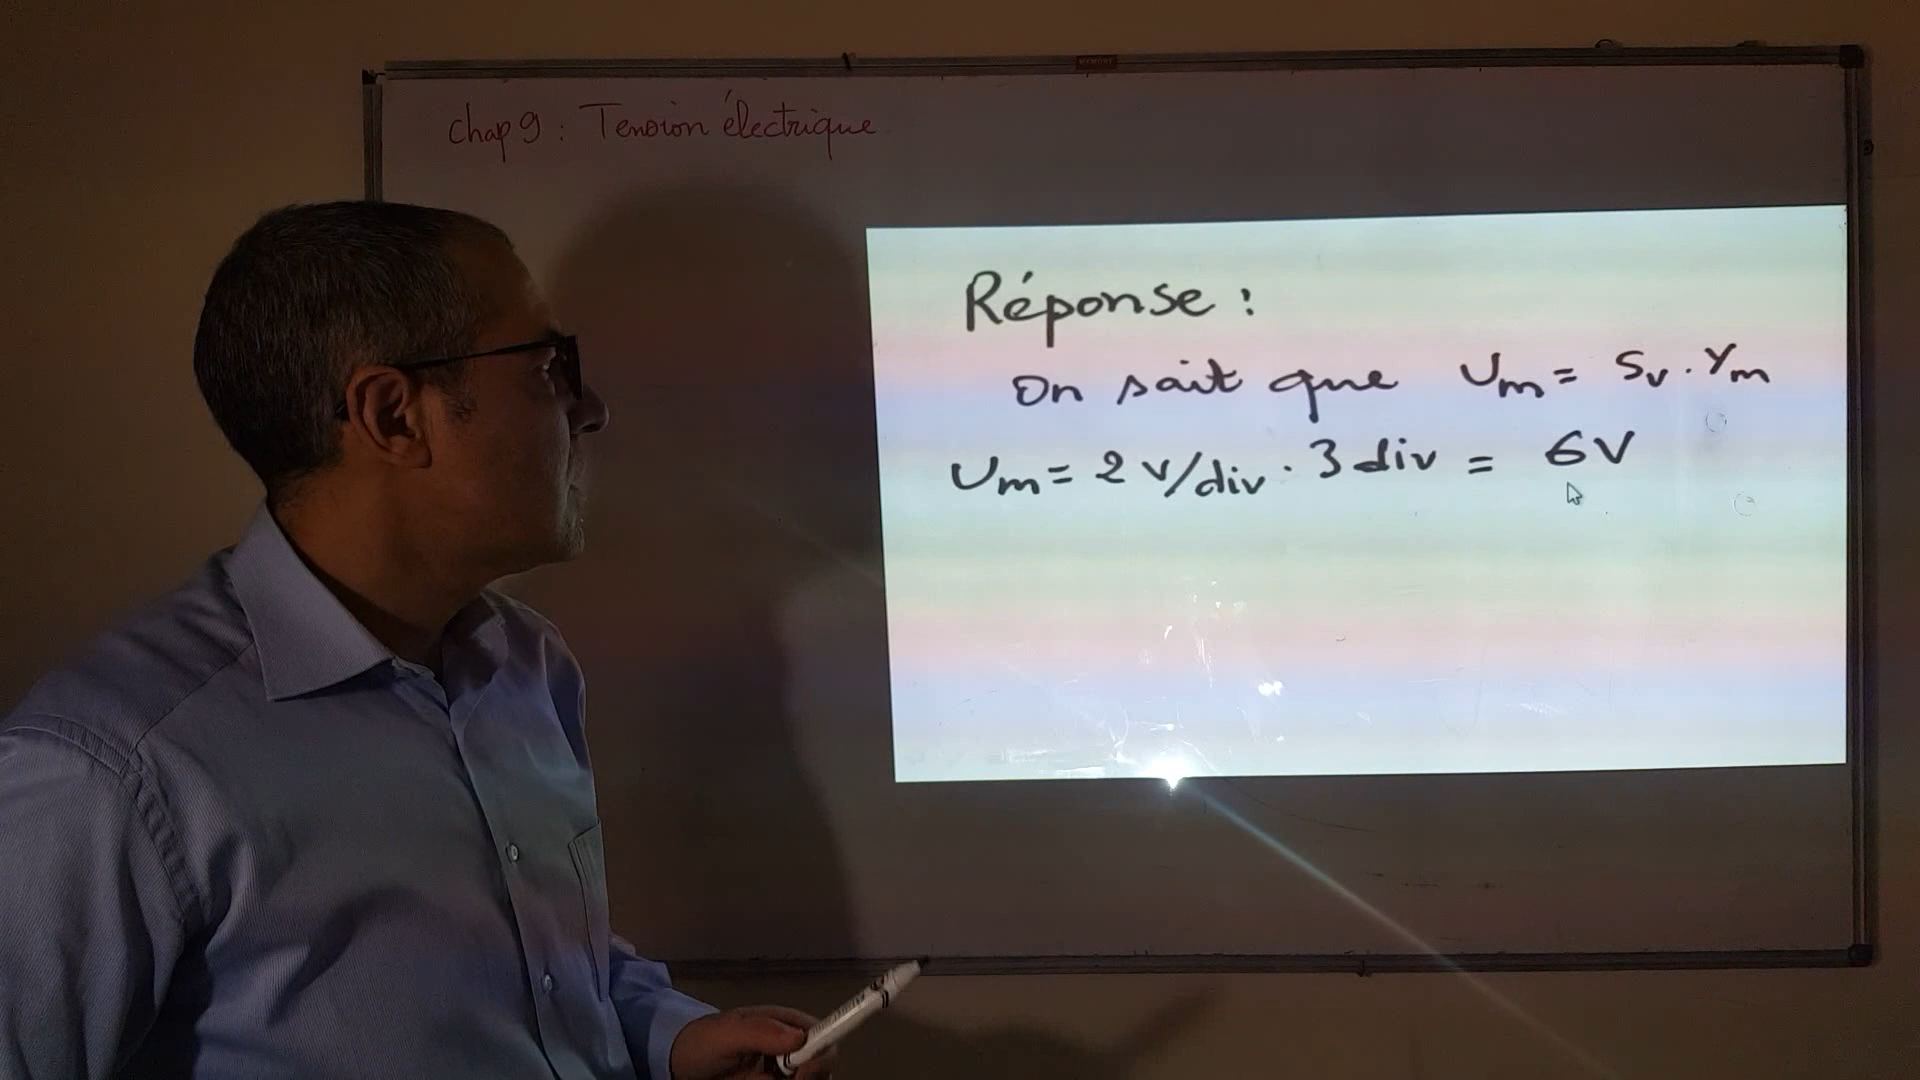 Chap 9 : Tension électrique
Réponse :
On sait que Um = Sv . Ym
Um = 2 V/div . 3 div = 6V